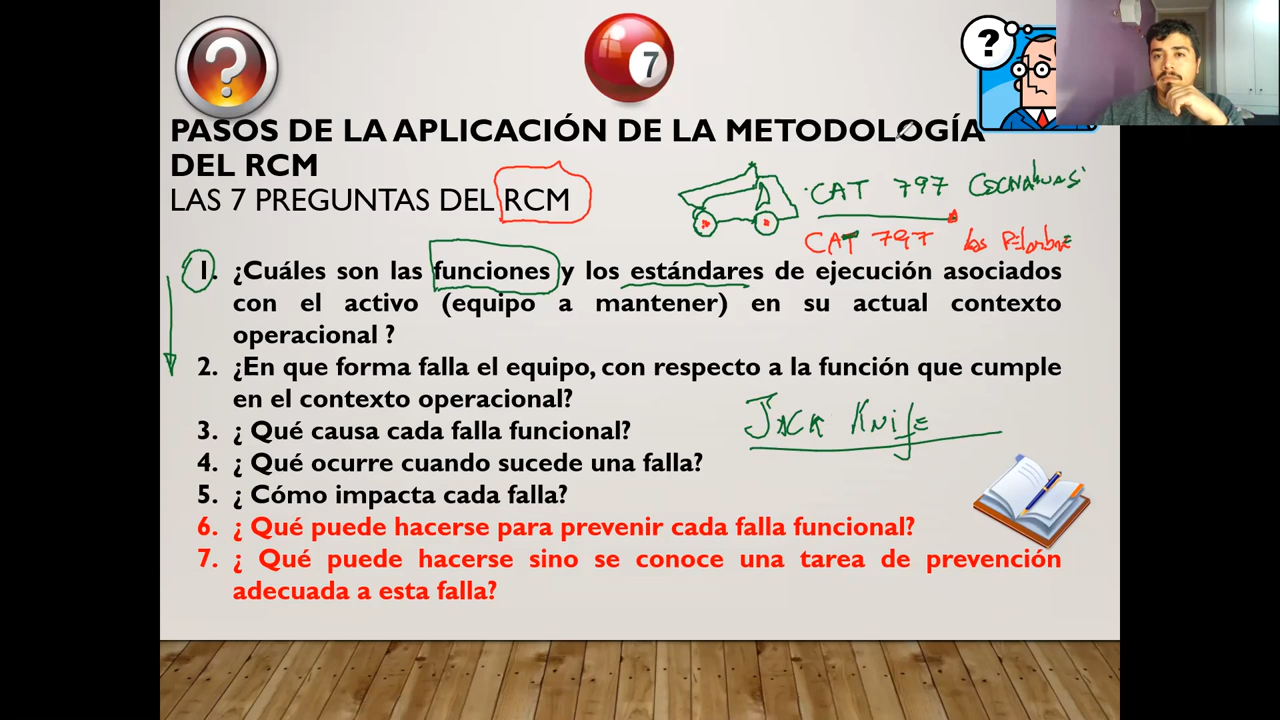 ?
7
?
PASOS DE LA APLICACIÓN DE LA METODOLOGÍA
DEL RCM
LAS 7 PREGUNTAS DEL RCM
CAT 797
CAT 797 los
1. ¿Cuáles son las funciones y los estándares de ejecución asociados
con el activo (equipo a mantener) en su actual contexto
operacional ?
2. ¿En que forma falla el equipo, con respecto a la función que cumple
en el contexto operacional?
JACK KNife
3. ¿ Qué causa cada falla funcional?
4. ¿ Qué ocurre cuando sucede una falla?
5. ¿ Cómo impacta cada falla?
6. ¿ Qué puede hacerse para prevenir cada falla funcional?
7. ¿ Qué puede hacerse sino se conoce una tarea de prevención
adecuada a esta falla?